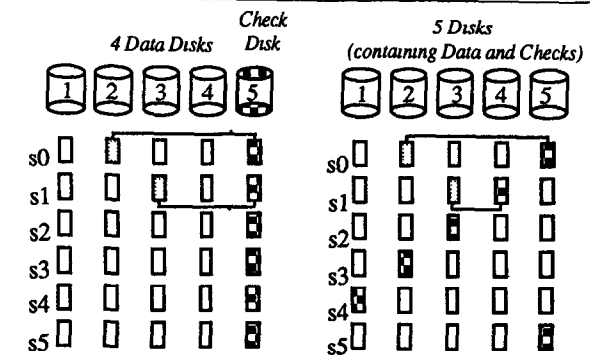 Check
4 Data Disks Disk
1 2 3 4 5
s0
s1
s2
s3
s4
s5
5 Disks
(containing Data and Checks)
1 2 3 4 5
s0
s1
s2
s3
s4
s5